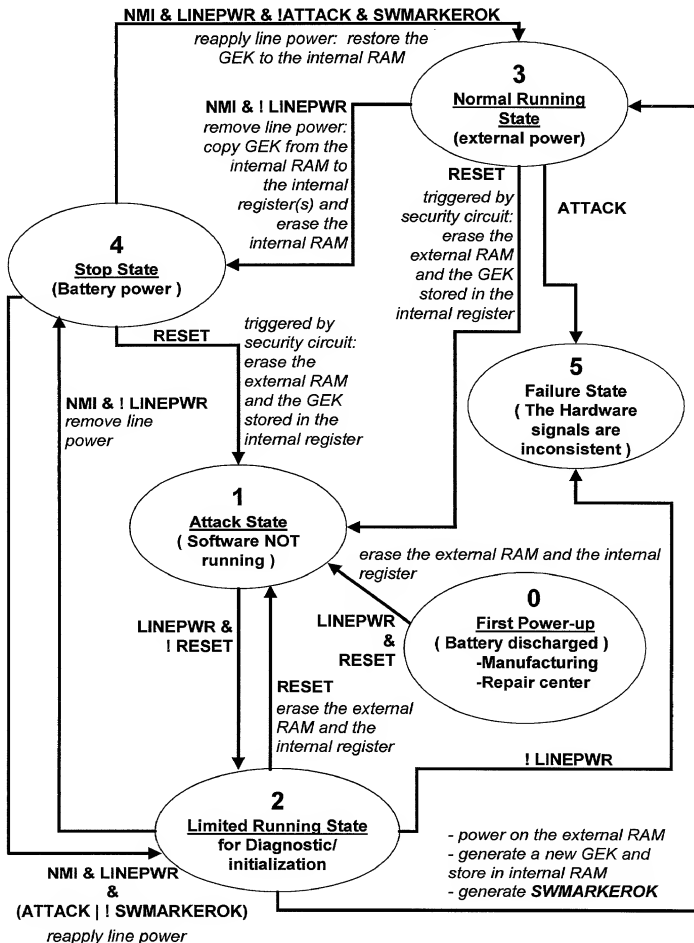 NMI & LINEPWR & !ATTACK & SWMARKEROK
reapply line power: restore the
GEK to the internal RAM
3
Normal Running
State
(external power)
NMI & ! LINEPWR
remove line power:
copy GEK from the
internal RAM to
the internal
register(s) and
erase the
internal RAM
RESET
triggered by
security circuit:
erase the
external RAM
and the GEK
stored in the
internal register
ATTACK
4
Stop State
(Battery power )
RESET
triggered by
security circuit:
erase the
external RAM
and the GEK
stored in the
internal register
NMI & ! LINEPWR
remove line
power
5
Failure State
( The Hardware
signals are
inconsistent )
1
Attack State
( Software NOT
running )
erase the external RAM and the internal
register
0
First Power-up
( Battery discharged )
-Manufacturing
-Repair center
LINEPWR
&
RESET
LINEPWR &
! RESET
RESET
erase the external
RAM and the
internal register
! LINEPWR
2
Limited Running State
for Diagnostic/
initialization
- power on the external RAM
- generate a new GEK and
store in internal RAM
- generate SWMARKEROK
NMI & LINEPWR
&
(ATTACK | ! SWMARKEROK)
reapply line power